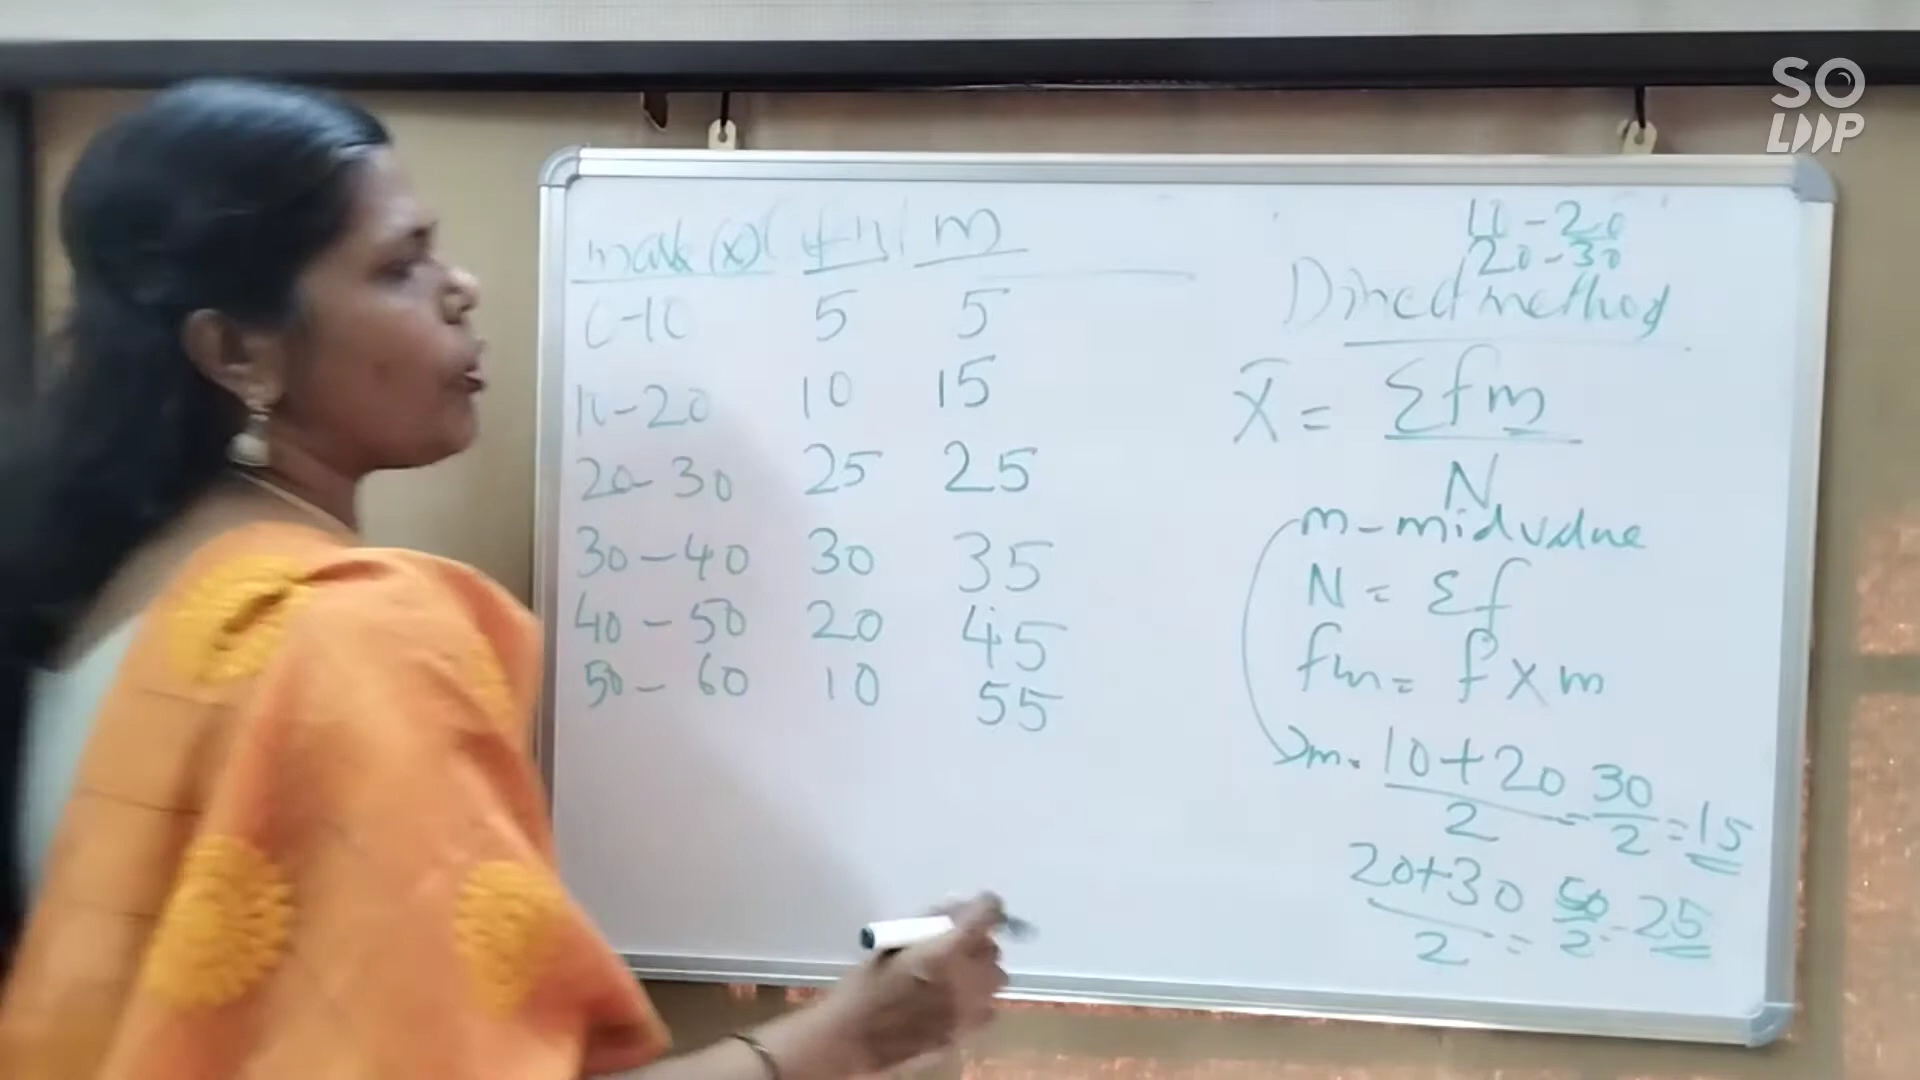 SO
LOOP
mark (x) f m
0-10 5 5
10-20 10 15
20-30 25 25
30-40 30 35
40-50 20 45
50-60 10 55
10-20
20-30
Direct method
X̄ = Σfm
N
m-midvalue
N = Σf
fm = f x m
m. 10+20 = 30 = 15
2 2
20+30 = 50 - 25
2 2